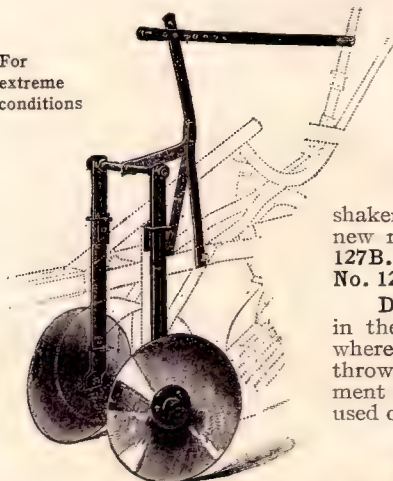 For
extreme
conditions
shaker
new r
127B.
No. 12
D
in the
where
throw
ment
used o